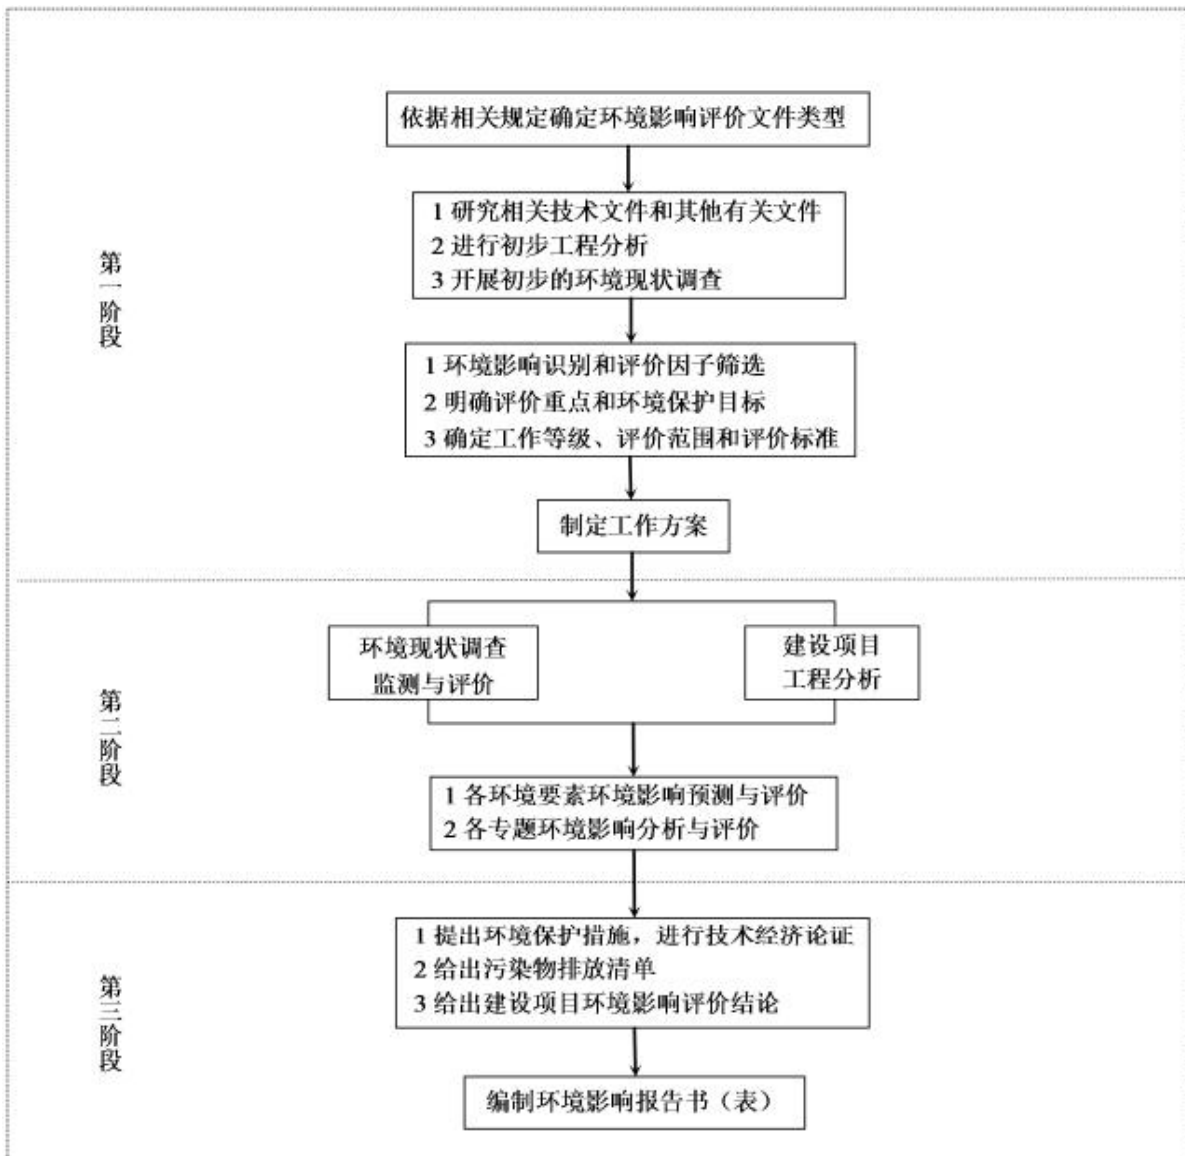 依据相关规定确定环境影响评价文件类型
1 研究相关技术文件和其他有关文件
2 进行初步工程分析
3 开展初步的环境现状调查
第一阶段
1 环境影响识别和评价因子筛选
2 明确评价重点和环境保护目标
3 确定工作等级、评价范围和评价标准
制定工作方案
环境现状调查
监测与评价
建设项目
工程分析
第二阶段
1 各环境要素环境影响预测与评价
2 各专题环境影响分析与评价
1 提出环境保护措施，进行技术经济论证
2 给出污染物排放清单
3 给出建设项目环境影响评价结论
第三阶段
编制环境影响报告书（表）